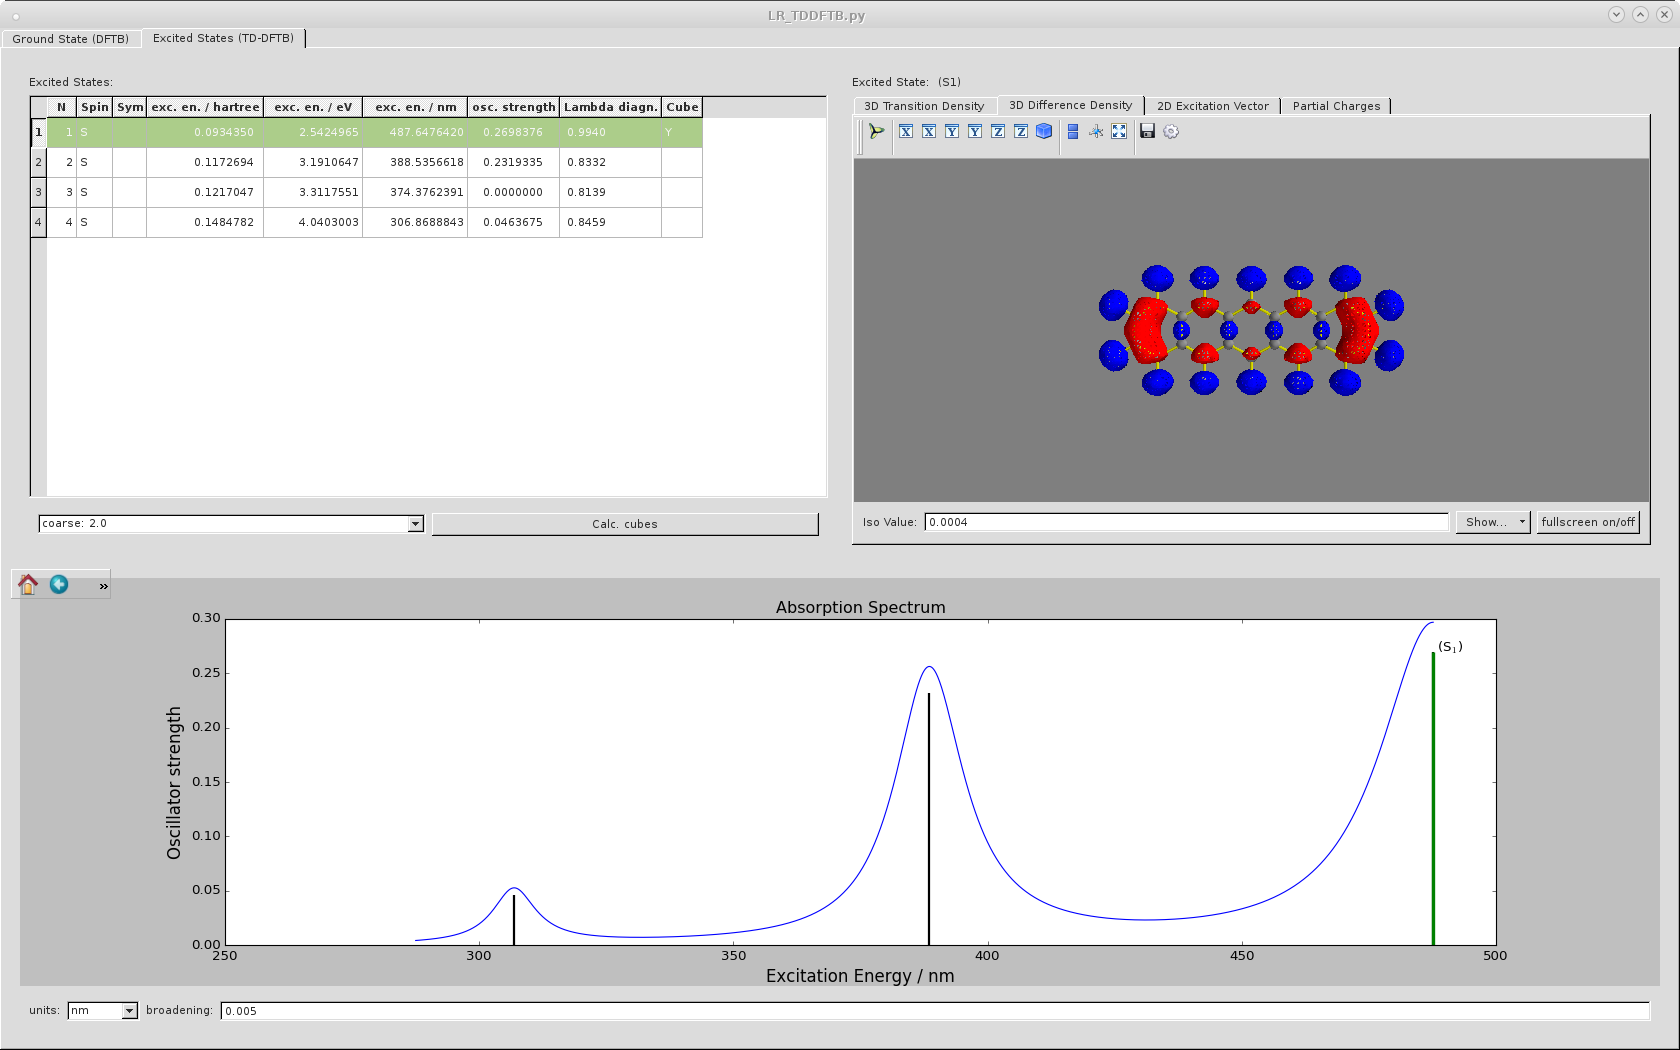 LR_TDDFTB.py
Ground State (DFTB) Excited States (TD-DFTB)
Excited States:
N Spin Sym exc. en. / hartree exc. en. / eV exc. en. / nm osc. strength Lambda diagn. Cube
1 1 S 0.0934350 2.5424965 487.6476420 0.2698376 0.9940 Y
2 2 S 0.1172694 3.1910647 388.5356618 0.2319335 0.8332
3 3 S 0.1217047 3.3117551 374.3762391 0.0000000 0.8139
4 4 S 0.1484782 4.0403003 306.8688843 0.0463675 0.8459
coarse: 2.0 Calc. cubes
Excited State: (S1)
3D Transition Density 3D Difference Density 2D Excitation Vector Partial Charges
X X Y Y Z Z
Iso Value: 0.0004 Show... fullscreen on/off
»
Absorption Spectrum
0.30
0.25
0.20
0.15
0.10
0.05
0.00
Oscillator strength
(S₁)
250 300 350 400 450 500
Excitation Energy / nm
units: nm broadening: 0.005